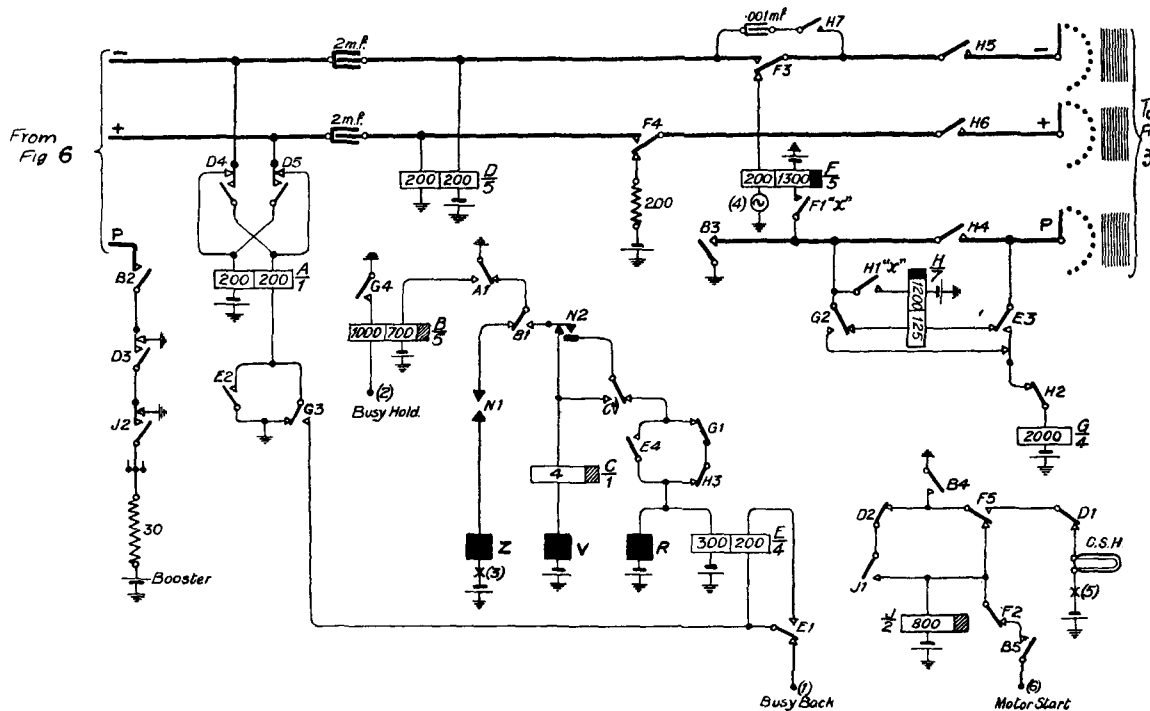 .001mf
H7
2m.f.
H5
-
-
F3
From
Fig 6
2m.f.
F4
H6
+
+
D4
D5
200 200
D/5
200 1300
F/5
200
(4)
F1 "x"
B3
H4
P
P
B2
A/1
200 200
G4
A1
H1 "x"
H/7
1200 125
G2
E3
1000 700
B/5
B1
N2
D3
E2
G3
(2)
Busy Hold.
N1
C1
H2
J2
E4
G1
2000
G/4
4
C/1
H3
B4
D2
F5
D1
30
Z
V
R
300 200
E/4
C.S.H.
(3)
Booster
J1
(5)
J/2
800
F2
E1
B5
(1)
Busy Back
(6)
Motor Start